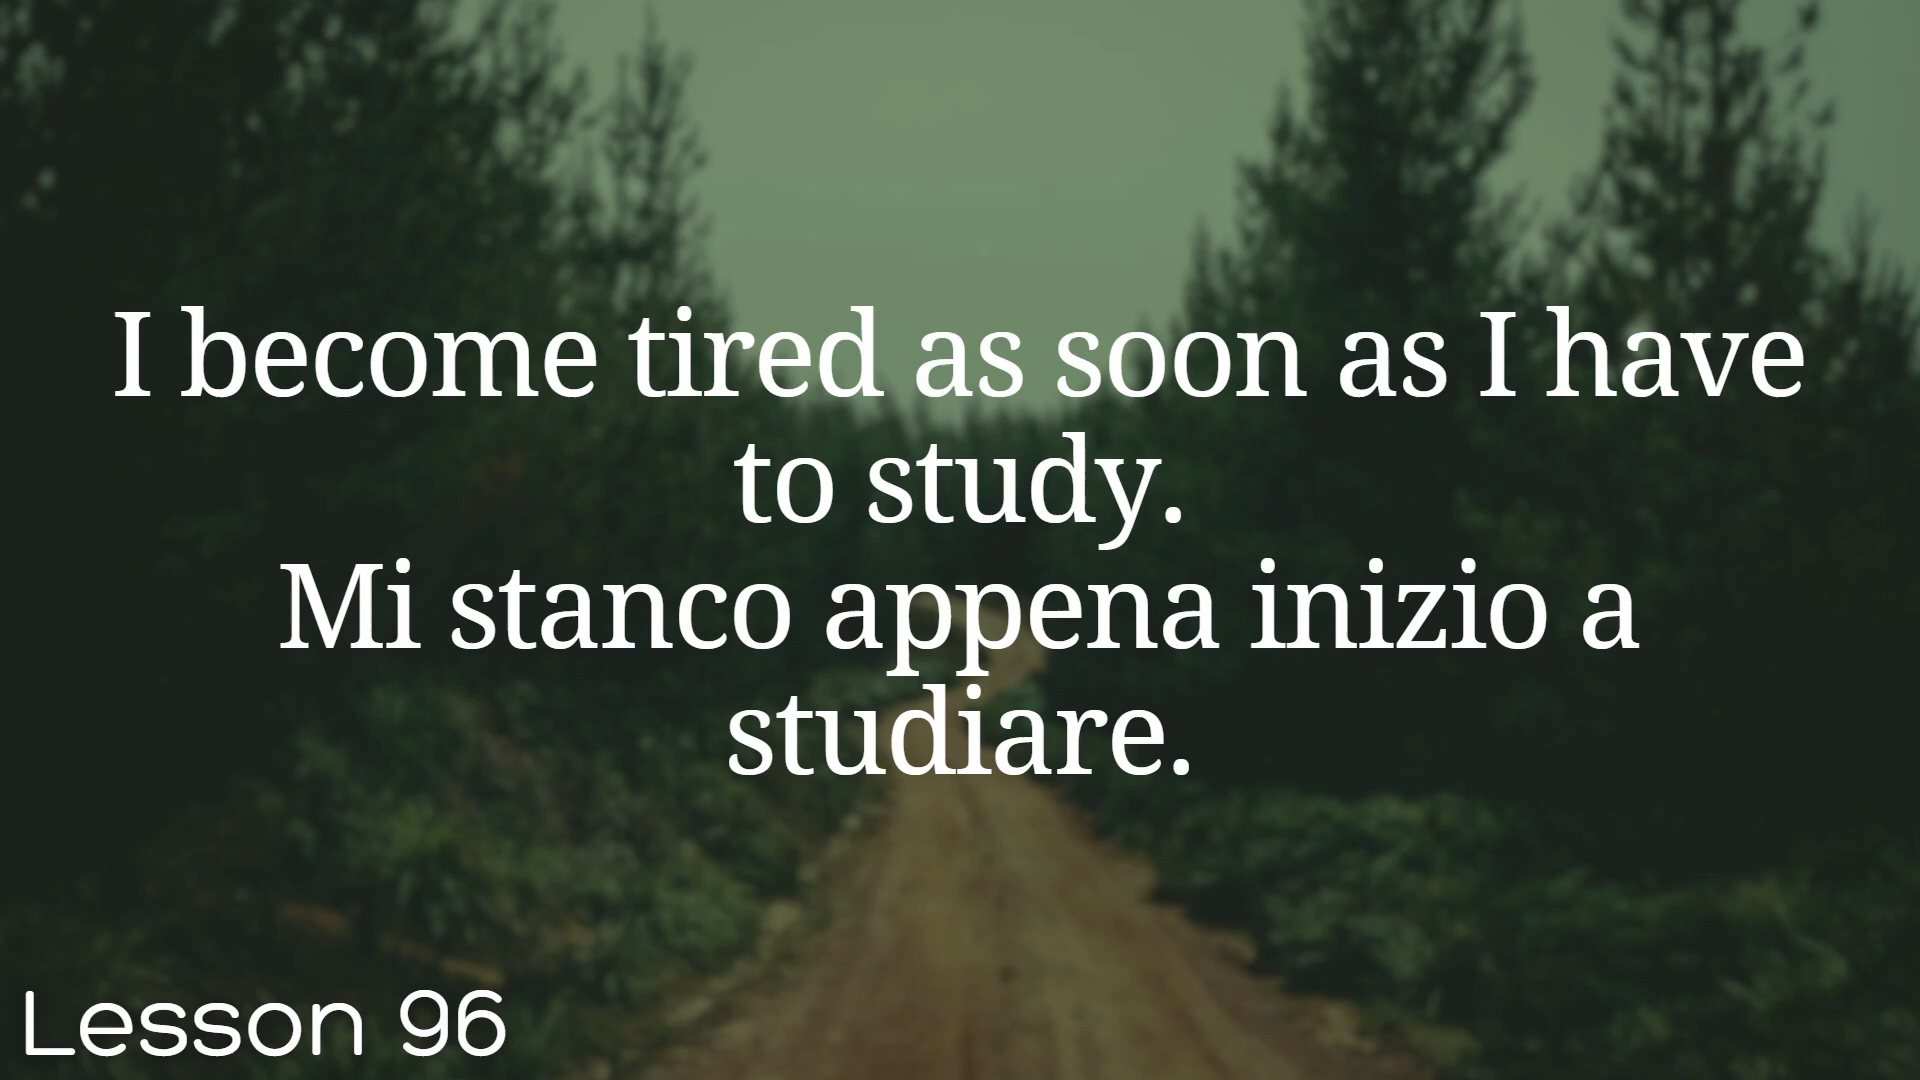 I become tired as soon as I have
to study.
Mi stanco appena inizio a
studiare.
Lesson 96